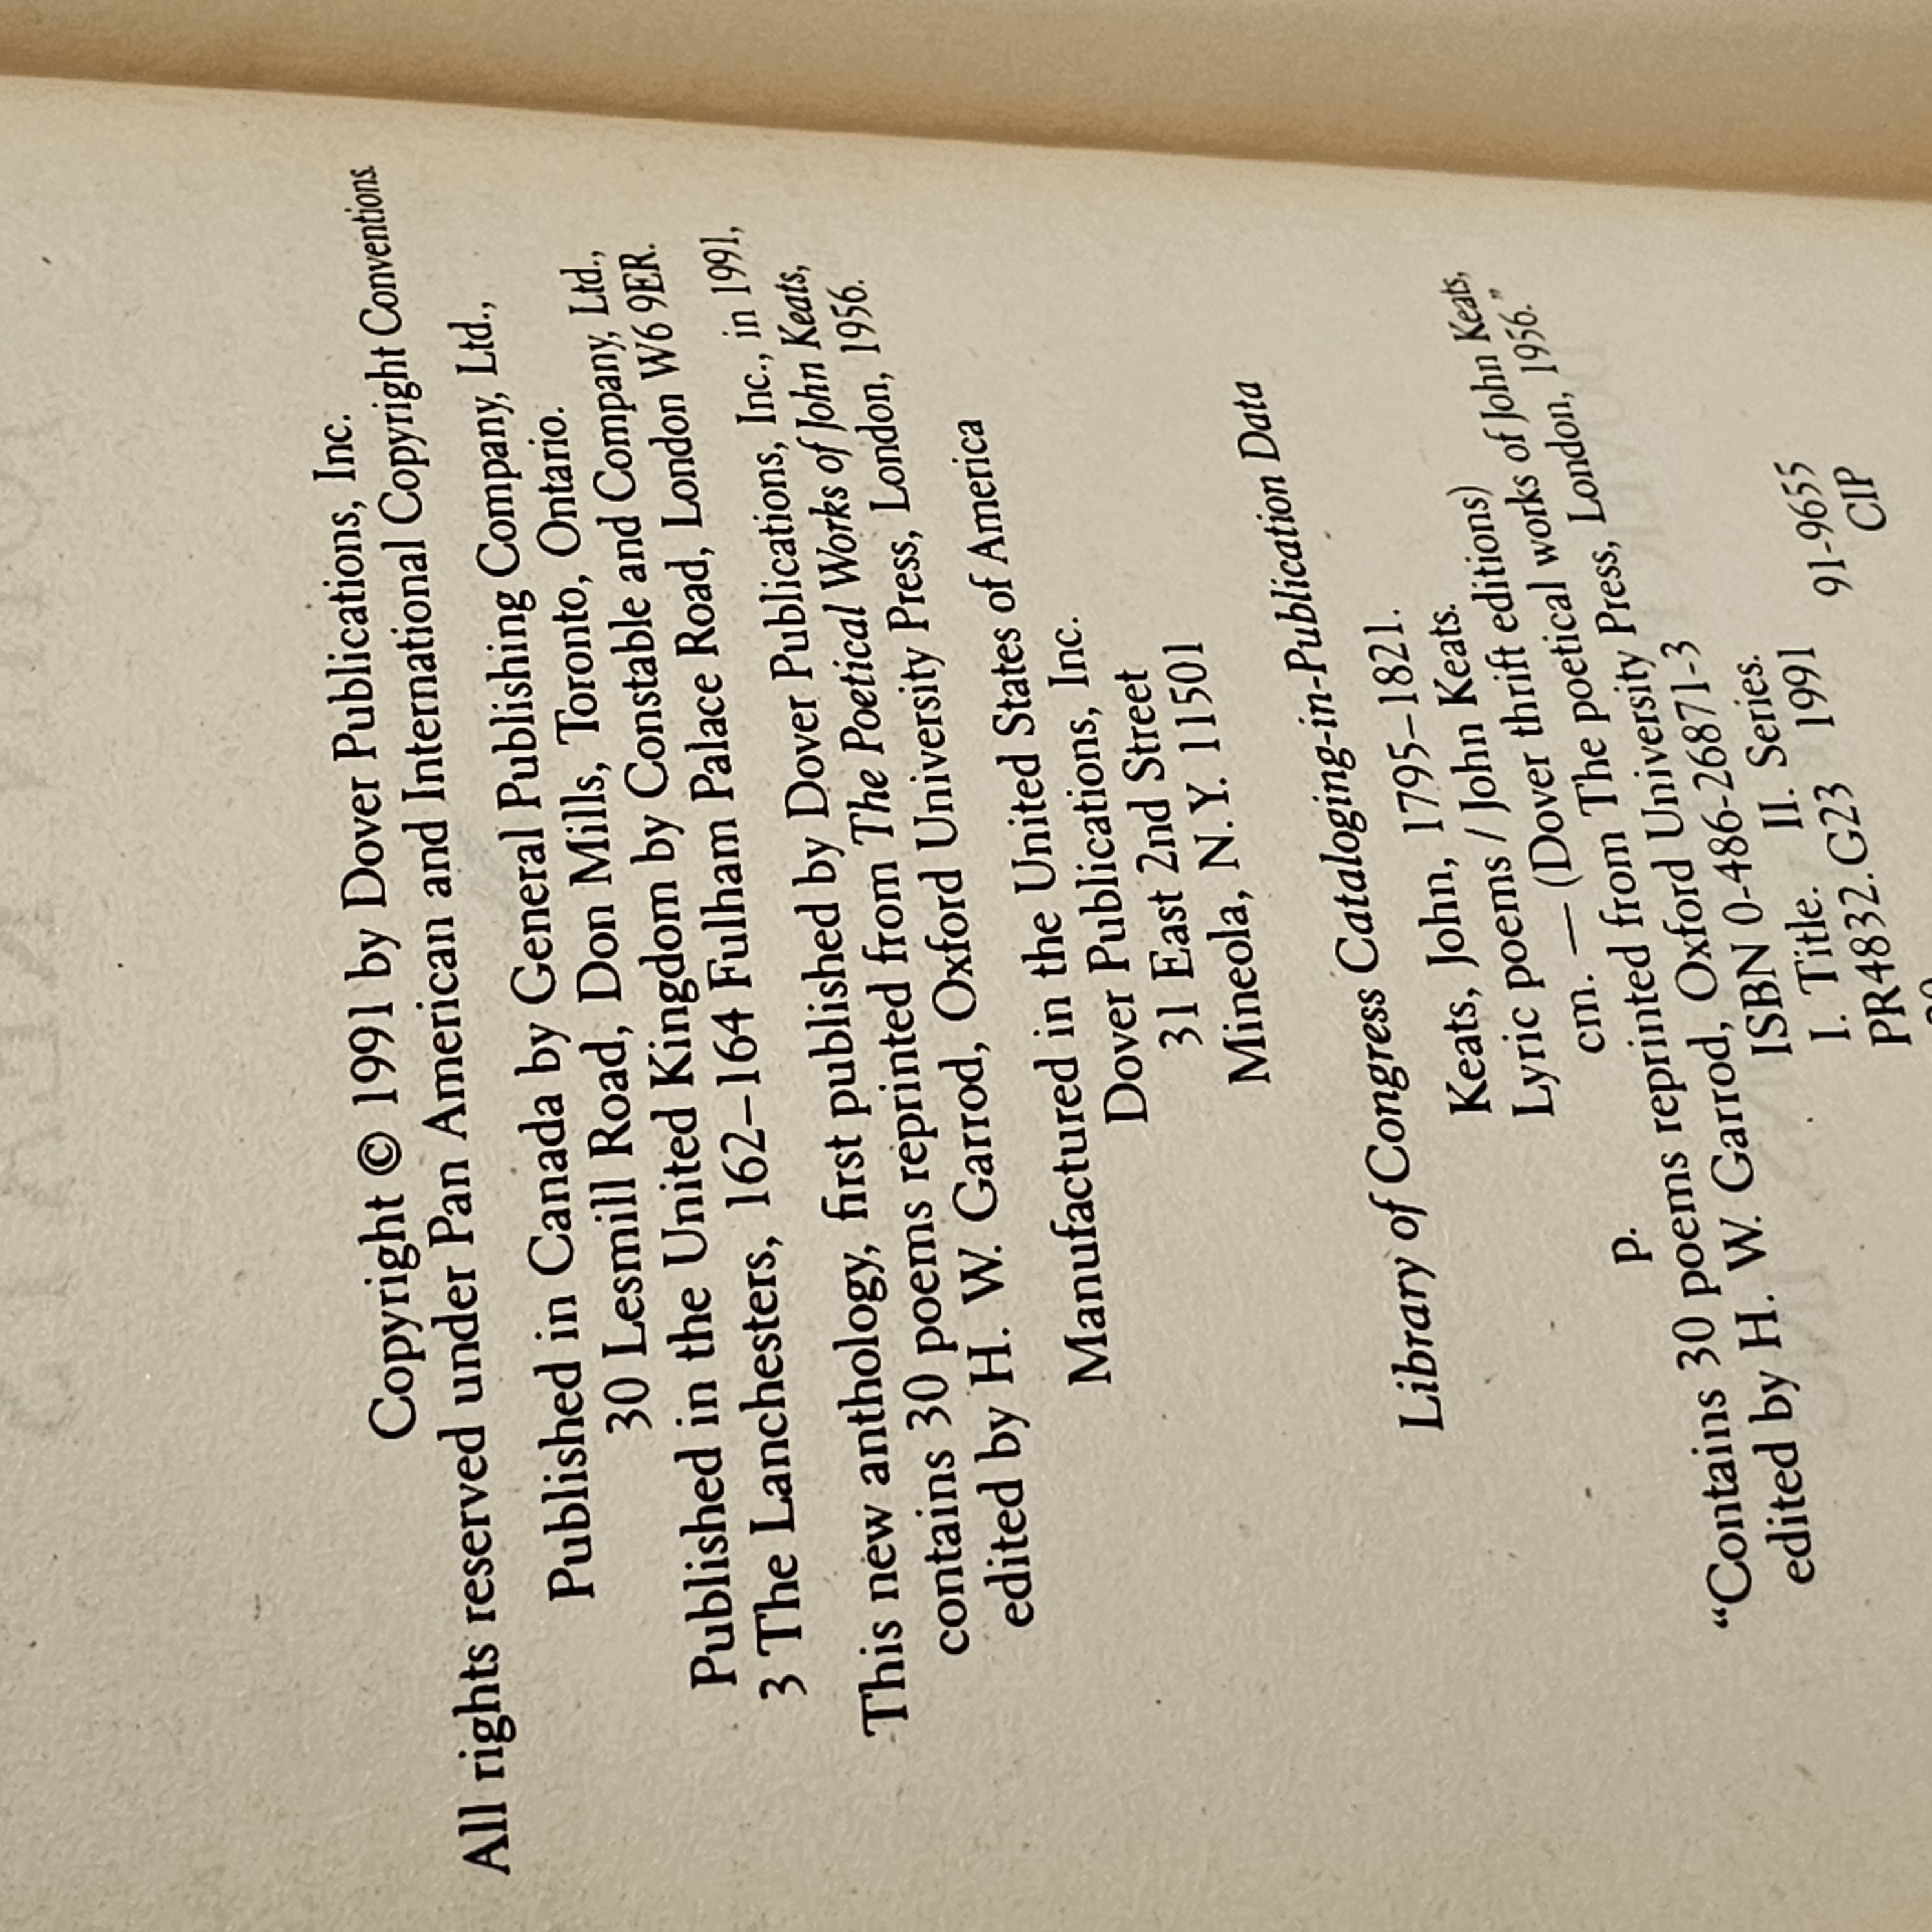 Copyright © 1991 by Dover Publications, Inc.
All rights reserved under Pan American and International Copyright Conventions.
Published in Canada by General Publishing Company, Ltd.,
30 Lesmill Road, Don Mills, Toronto, Ontario.
Published in the United Kingdom by Constable and Company, Ltd.,
3 The Lanchesters, 162–164 Fulham Palace Road, London W6 9ER.
This new anthology, first published by Dover Publications, Inc., in 1991,
contains 30 poems reprinted from The Poetical Works of John Keats,
edited by H. W. Garrod, Oxford University Press, London, 1956.
Manufactured in the United States of America
Dover Publications, Inc.
31 East 2nd Street
Mineola, N.Y. 11501
Library of Congress Cataloging-in-Publication Data
Keats, John, 1795–1821.
Lyric poems / John Keats.
p. cm. — (Dover thrift editions)
“Contains 30 poems reprinted from The poetical works of John Keats,
edited by H. W. Garrod, Oxford University Press, London, 1956.”
ISBN 0-486-26871-3
I. Title. II. Series.
PR4832.G23 1991
91-9655
CIP